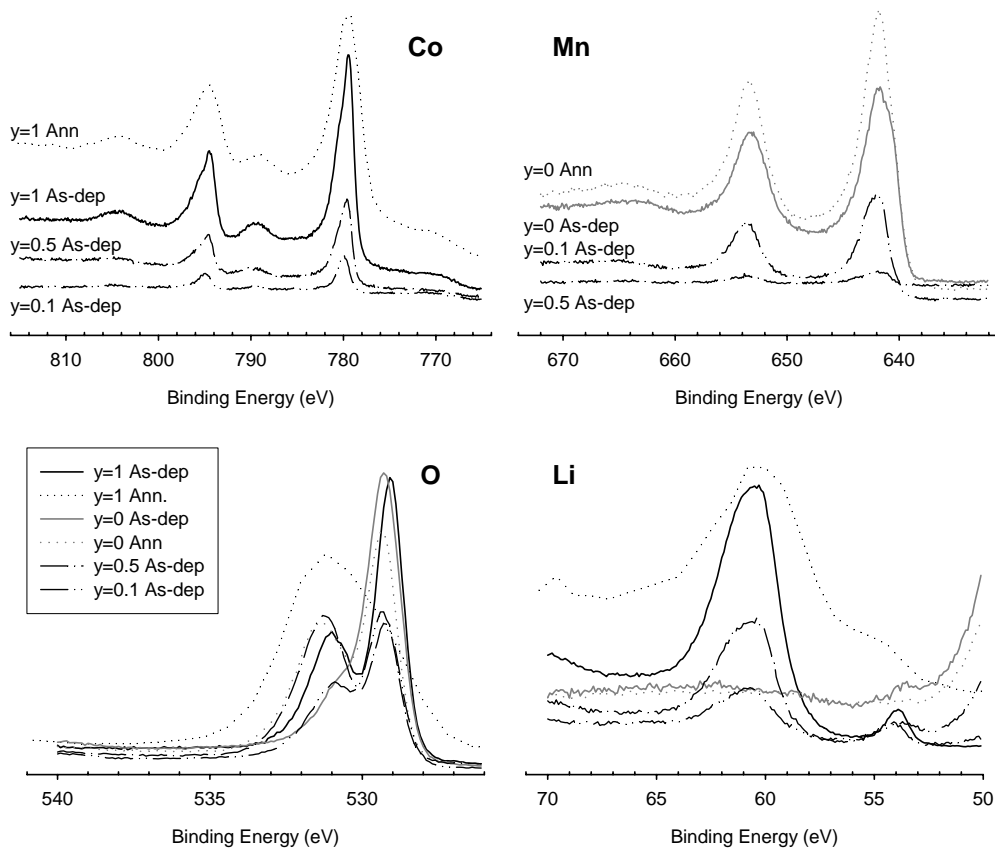 Co
y=1 Ann
y=1 As-dep
y=0.5 As-dep
y=0.1 As-dep
810 800 790 780 770
Binding Energy (eV)
Mn
y=0 Ann
y=0 As-dep
y=0.1 As-dep
y=0.5 As-dep
670 660 650 640
Binding Energy (eV)
O
y=1 As-dep
y=1 Ann.
y=0 As-dep
y=0 Ann
y=0.5 As-dep
y=0.1 As-dep
540 535 530
Binding Energy (eV)
Li
70 65 60 54 50
Binding Energy (eV)